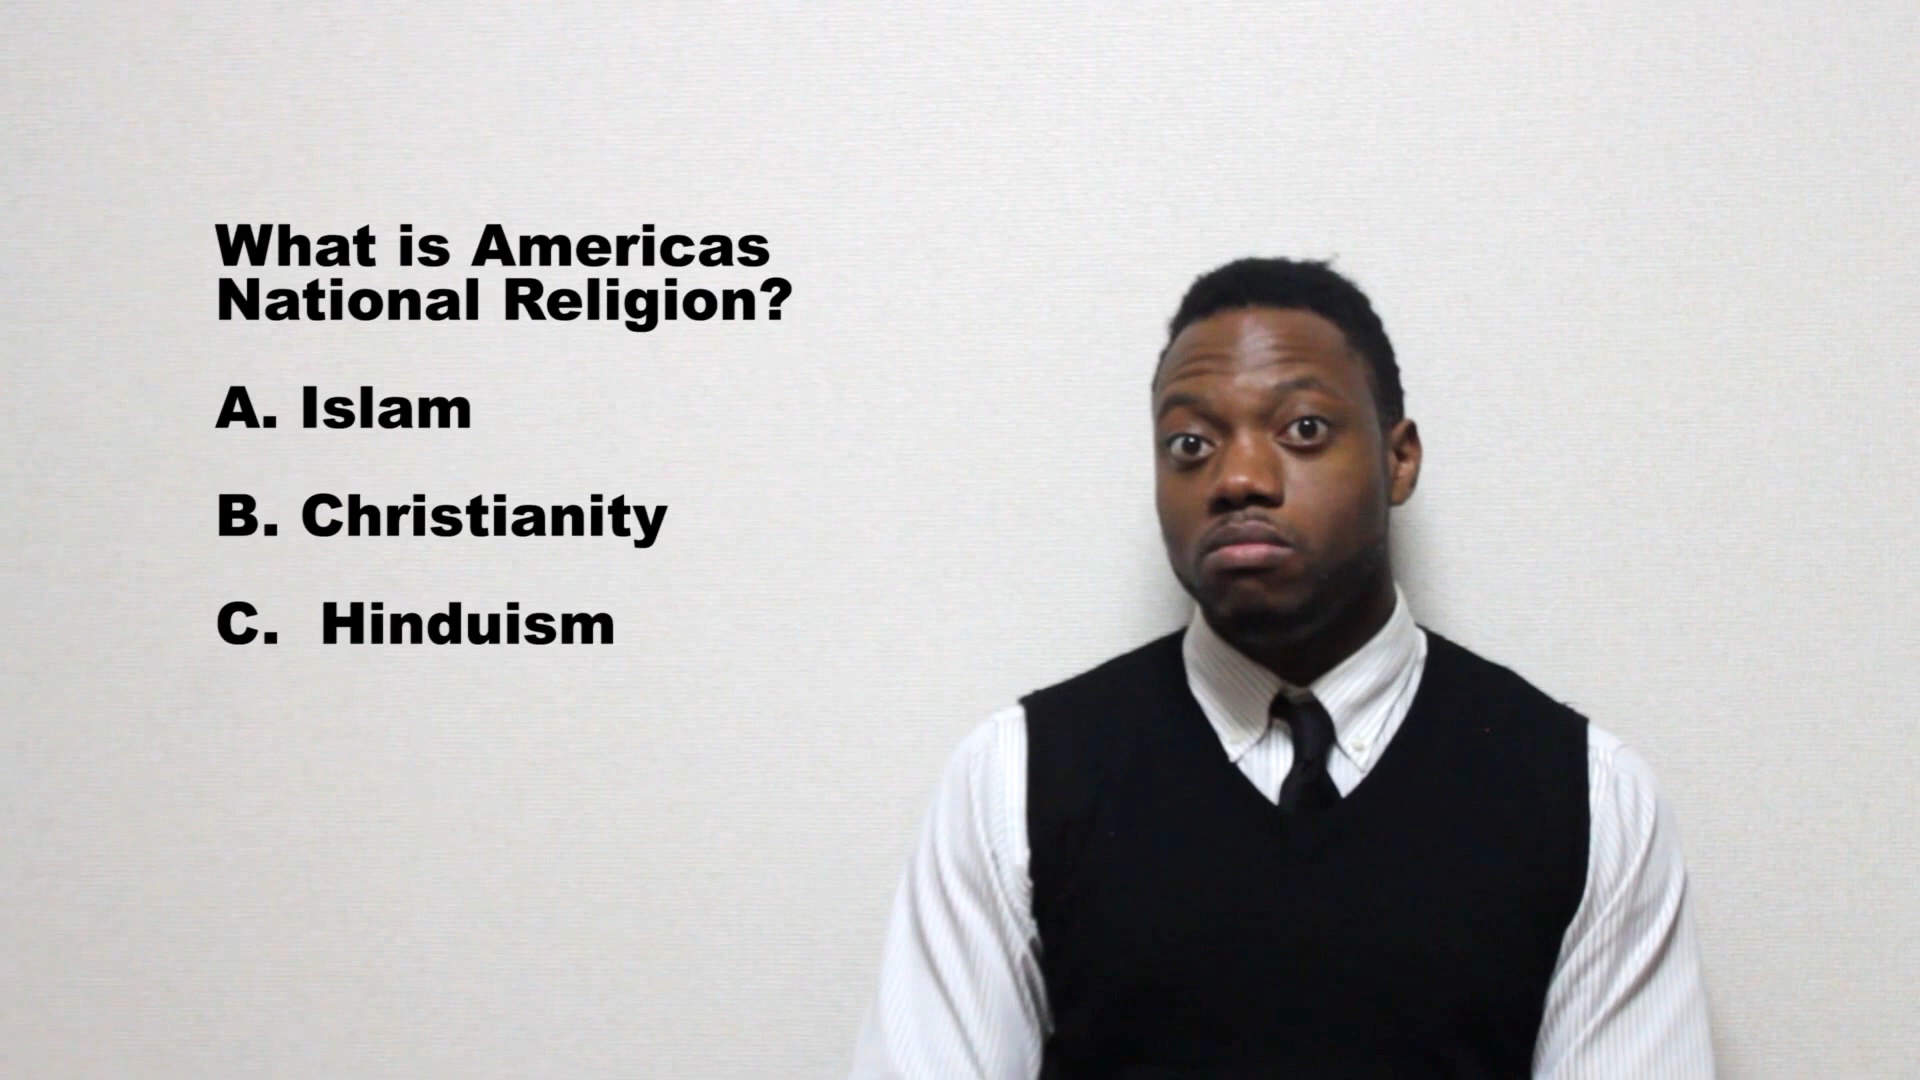 What is Americas
National Religion?
A. Islam
B. Christianity
C. Hinduism